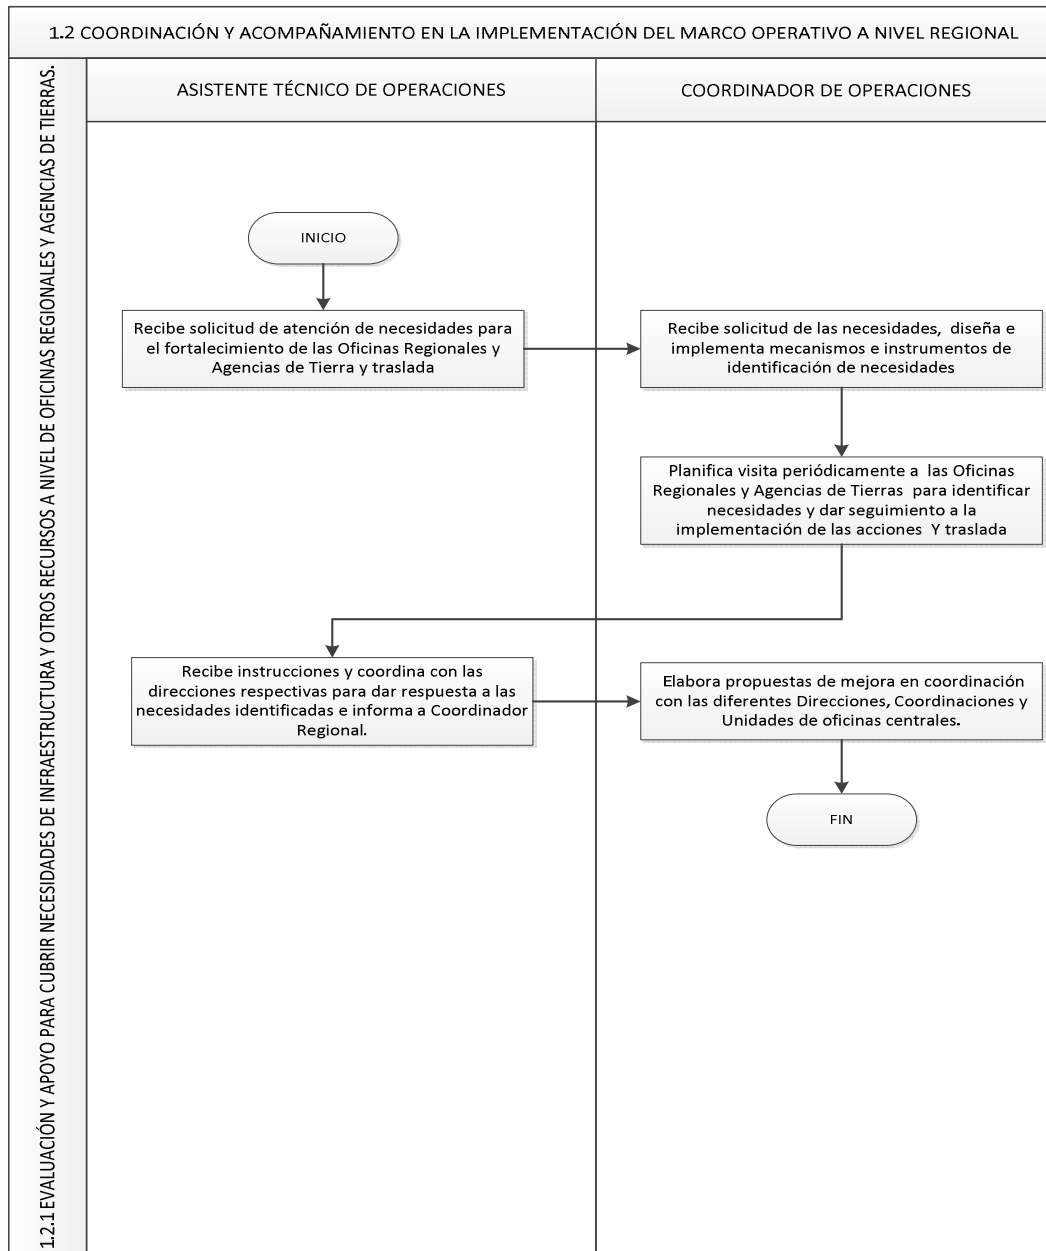 1.2 COORDINACIÓN Y ACOMPAÑAMIENTO EN LA IMPLEMENTACIÓN DEL MARCO OPERATIVO A NIVEL REGIONAL
1.2.1 EVALUACIÓN Y APOYO PARA CUBRIR NECESIDADES DE INFRAESTRUCTURA Y OTROS RECURSOS A NIVEL DE OFICINAS REGIONALES Y AGENCIAS DE TIERRAS.
ASISTENTE TÉCNICO DE OPERACIONES
COORDINADOR DE OPERACIONES
INICIO
Recibe solicitud de atención de necesidades para
el fortalecimiento de las Oficinas Regionales y
Agencias de Tierra y traslada
Recibe solicitud de las necesidades, diseña e
implementa mecanismos e instrumentos de
identificación de necesidades
Planifica visita periódicamente a las Oficinas
Regionales y Agencias de Tierras para identificar
necesidades y dar seguimiento a la
implementación de las acciones Y traslada
Recibe instrucciones y coordina con las
direcciones respectivas para dar respuesta a las
necesidades identificadas e informa a Coordinador
Regional.
Elabora propuestas de mejora en coordinación
con las diferentes Direcciones, Coordinaciones y
Unidades de oficinas centrales.
FIN